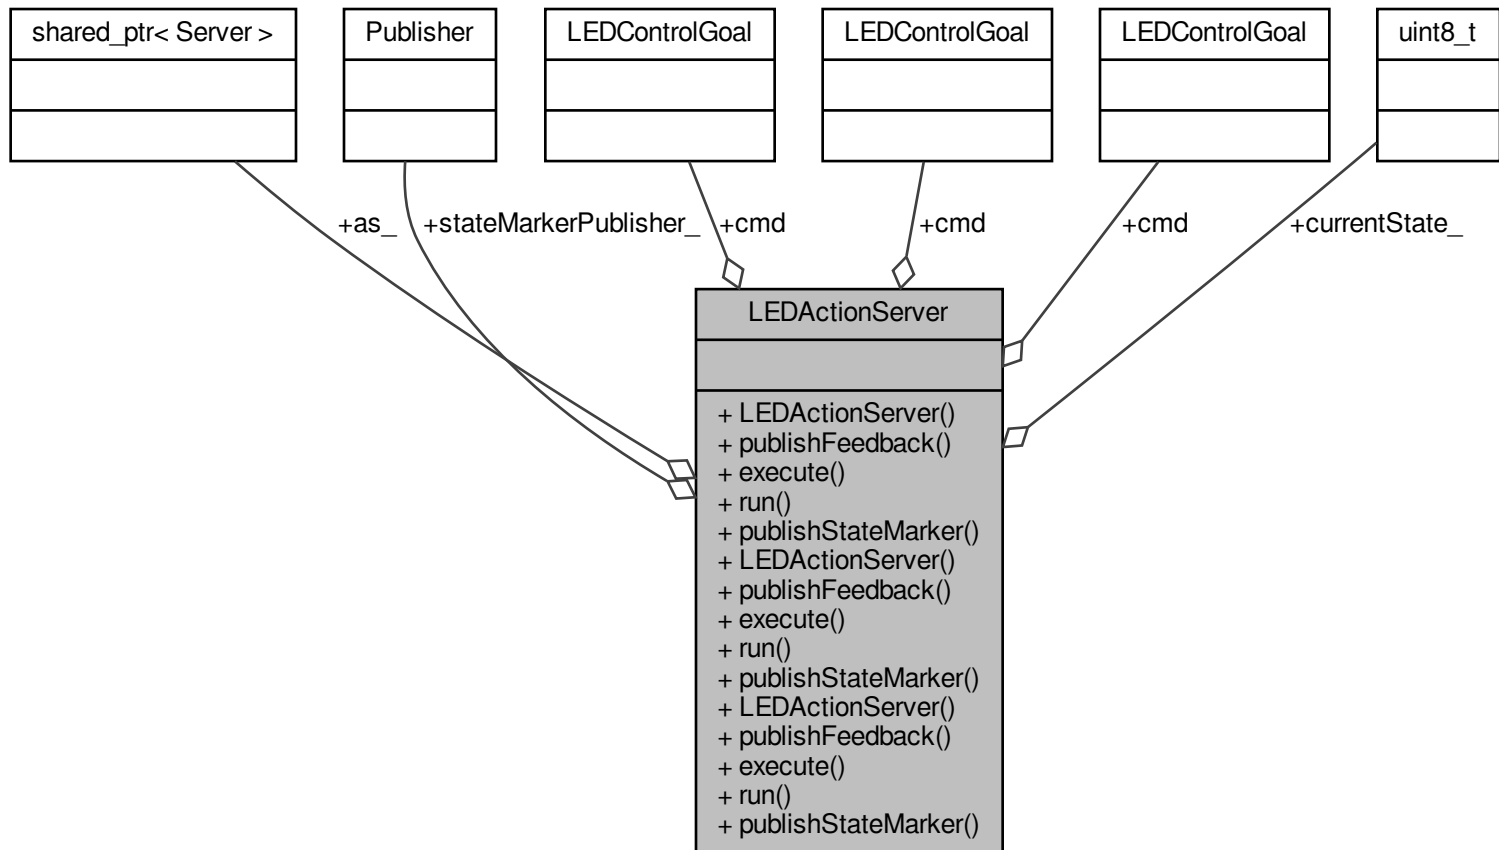 shared_ptr< Server >
Publisher
LEDControlGoal
LEDControlGoal
LEDControlGoal
uint8_t
+as_
+stateMarkerPublisher_
+cmd
+cmd
+cmd
+currentState_
LEDActionServer
+ LEDActionServer()
+ publishFeedback()
+ execute()
+ run()
+ publishStateMarker()
+ LEDActionServer()
+ publishFeedback()
+ execute()
+ run()
+ publishStateMarker()
+ LEDActionServer()
+ publishFeedback()
+ execute()
+ run()
+ publishStateMarker()